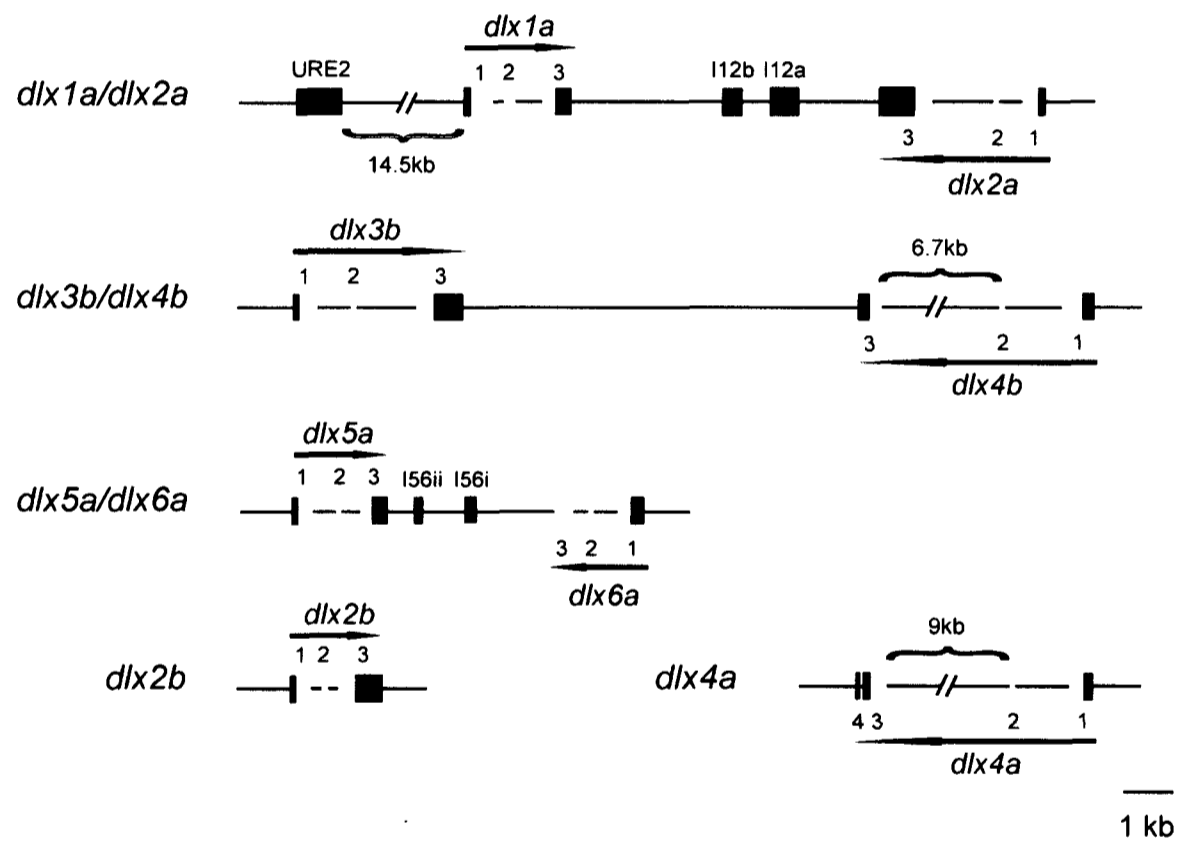 dlx1a
URE2 1 2 3 I12b I12a
dlx1a/dlx2a
14.5kb 3 2 1
dlx2a
dlx3b
1 2 3 6.7kb
dlx3b/dlx4b
3 2 1
dlx4b
dlx5a
1 2 3 I56ii I56i
dlx5a/dlx6a
3 2 1
dlx6a
dlx2b
1 2 3 9kb
dlx2b dlx4a
4 3 2 1
dlx4a
1 kb